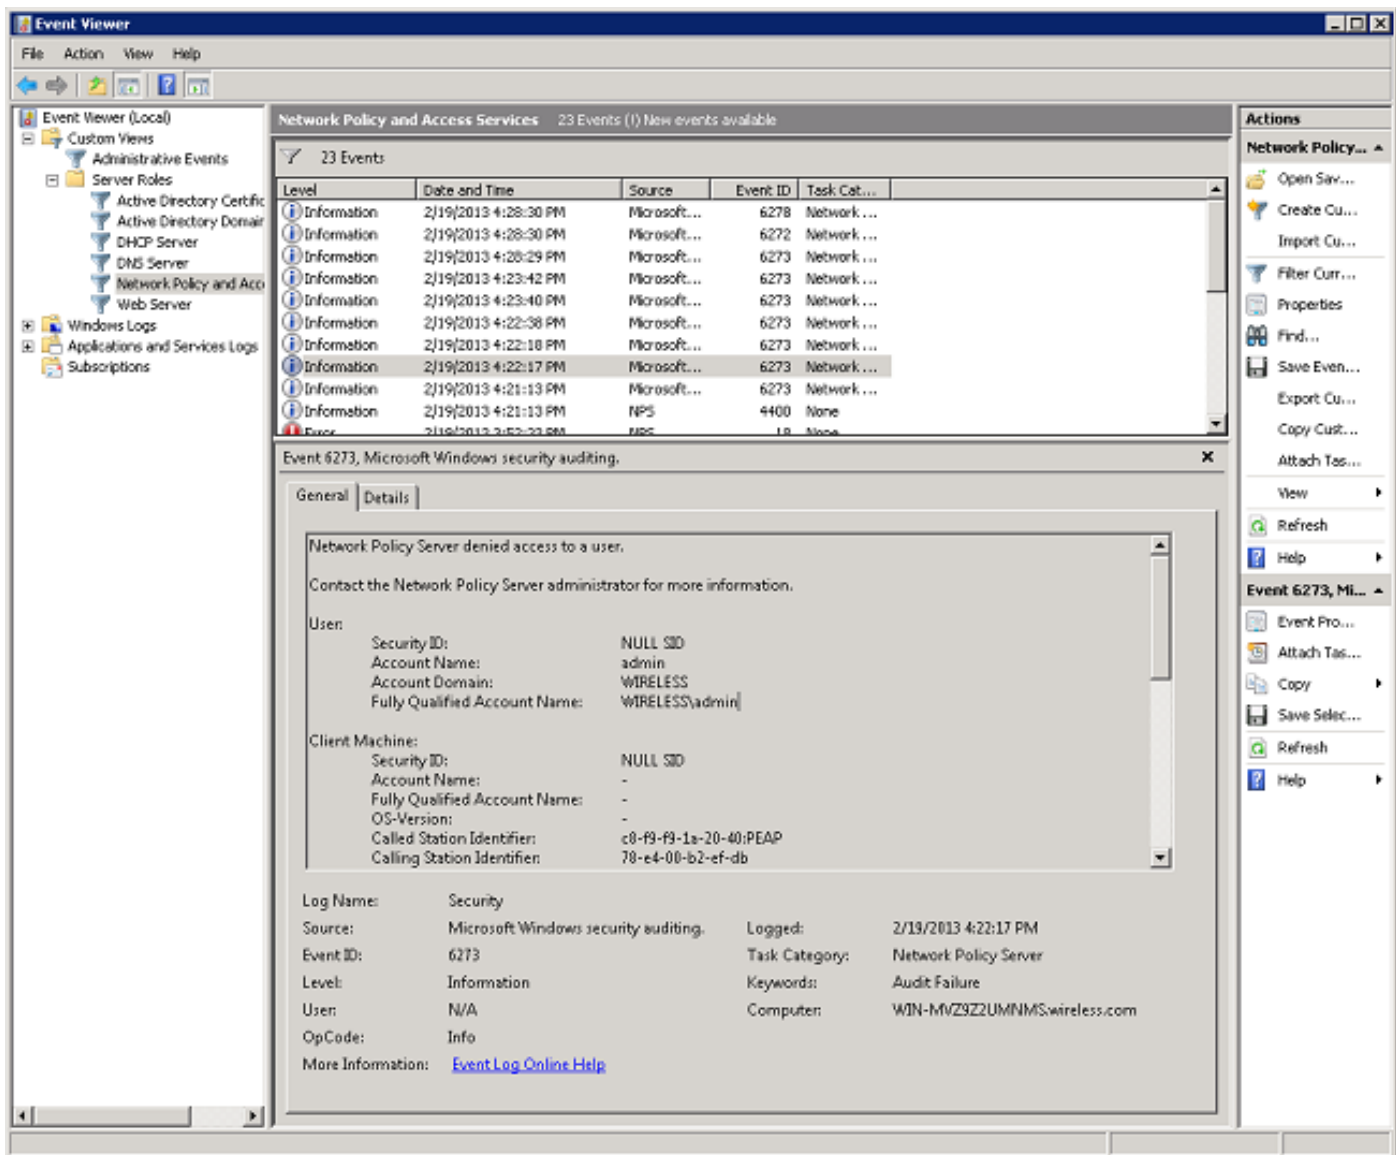 Event Viewer
File Action View Help
Event Viewer (Local)
Custom Views
Administrative Events
Server Roles
Active Directory Certific
Active Directory Domair
DHCP Server
DNS Server
Network Policy and Acce
Web Server
Windows Logs
Applications and Services Logs
Subscriptions
Network Policy and Access Services 23 Events (!) New events available
23 Events
Level Date and Time Source Event ID Task Cat...
Information 2/19/2013 4:28:30 PM Microsoft... 6278 Network ...
Information 2/19/2013 4:28:30 PM Microsoft... 6272 Network ...
Information 2/19/2013 4:28:29 PM Microsoft... 6273 Network ...
Information 2/19/2013 4:23:42 PM Microsoft... 6273 Network ...
Information 2/19/2013 4:23:40 PM Microsoft... 6273 Network ...
Information 2/19/2013 4:22:38 PM Microsoft... 6273 Network ...
Information 2/19/2013 4:22:18 PM Microsoft... 6273 Network ...
Information 2/19/2013 4:22:17 PM Microsoft... 6273 Network ...
Information 2/19/2013 4:21:13 PM Microsoft... 6273 Network ...
Information 2/19/2013 4:21:13 PM NPS 4400 None
Error 2/19/2013 3:52:33 PM NPS 18 None
Event 6273, Microsoft Windows security auditing.
General Details
Network Policy Server denied access to a user.
Contact the Network Policy Server administrator for more information.
User:
Security ID: NULL SID
Account Name: admin
Account Domain: WIRELESS
Fully Qualified Account Name: WIRELESS\admin
Client Machine:
Security ID: NULL SID
Account Name: -
Fully Qualified Account Name: -
OS-Version: -
Called Station Identifier: c8-f9-f9-1a-20-40:PEAP
Calling Station Identifier: 78-e4-00-b2-ef-db
Log Name: Security
Source: Microsoft Windows security auditing. Logged: 2/19/2013 4:22:17 PM
Event ID: 6273 Task Category: Network Policy Server
Level: Information Keywords: Audit Failure
User: N/A Computer: WIN-MVZ9Z2UMNMS.wireless.com
OpCode: Info
More Information: Event Log Online Help
Actions
Network Policy...
Open Sav...
Create Cu...
Import Cu...
Filter Curr...
Properties
Find...
Save Even...
Export Cu...
Copy Cust...
Attach Tas...
View
Refresh
Help
Event 6273, Mi...
Event Pro...
Attach Tas...
Copy
Save Selec...
Refresh
Help